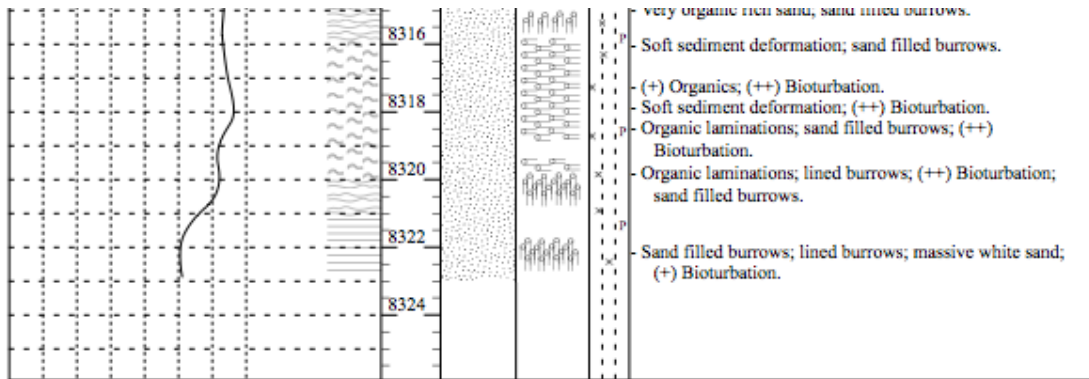 Very organic rich sand; sand filled burrows.
8316
P
- Soft sediment deformation; sand filled burrows.
- (+) Organics; (++) Bioturbation.
8318
- Soft sediment deformation; (++) Bioturbation.
P
- Organic laminations; sand filled burrows; (++)
Bioturbation.
8320
- Organic laminations; lined burrows; (++) Bioturbation;
sand filled burrows.
P
8322
- Sand filled burrows; lined burrows; massive white sand;
(+) Bioturbation.
8324